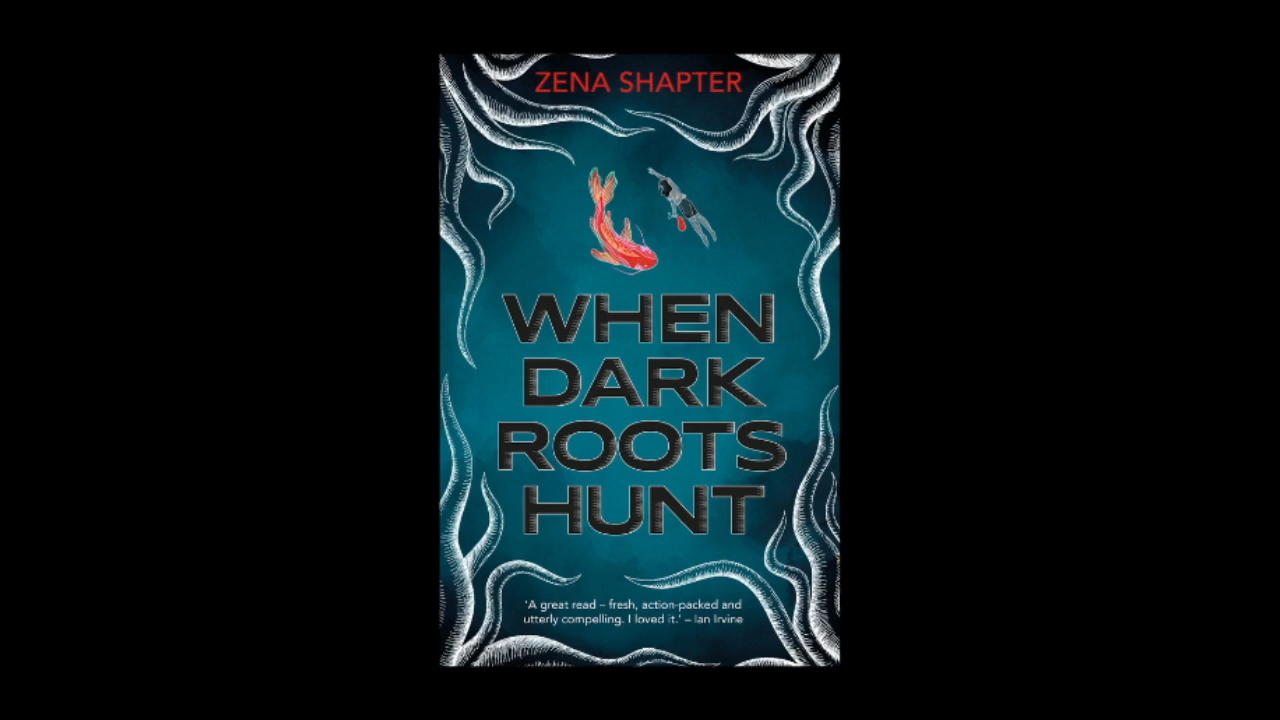 ZENA SHAPTER
WHEN
DARK
ROOTS
HUNT
‘A great read – fresh, action-packed and
utterly compelling. I loved it.’ – Ian Irvine